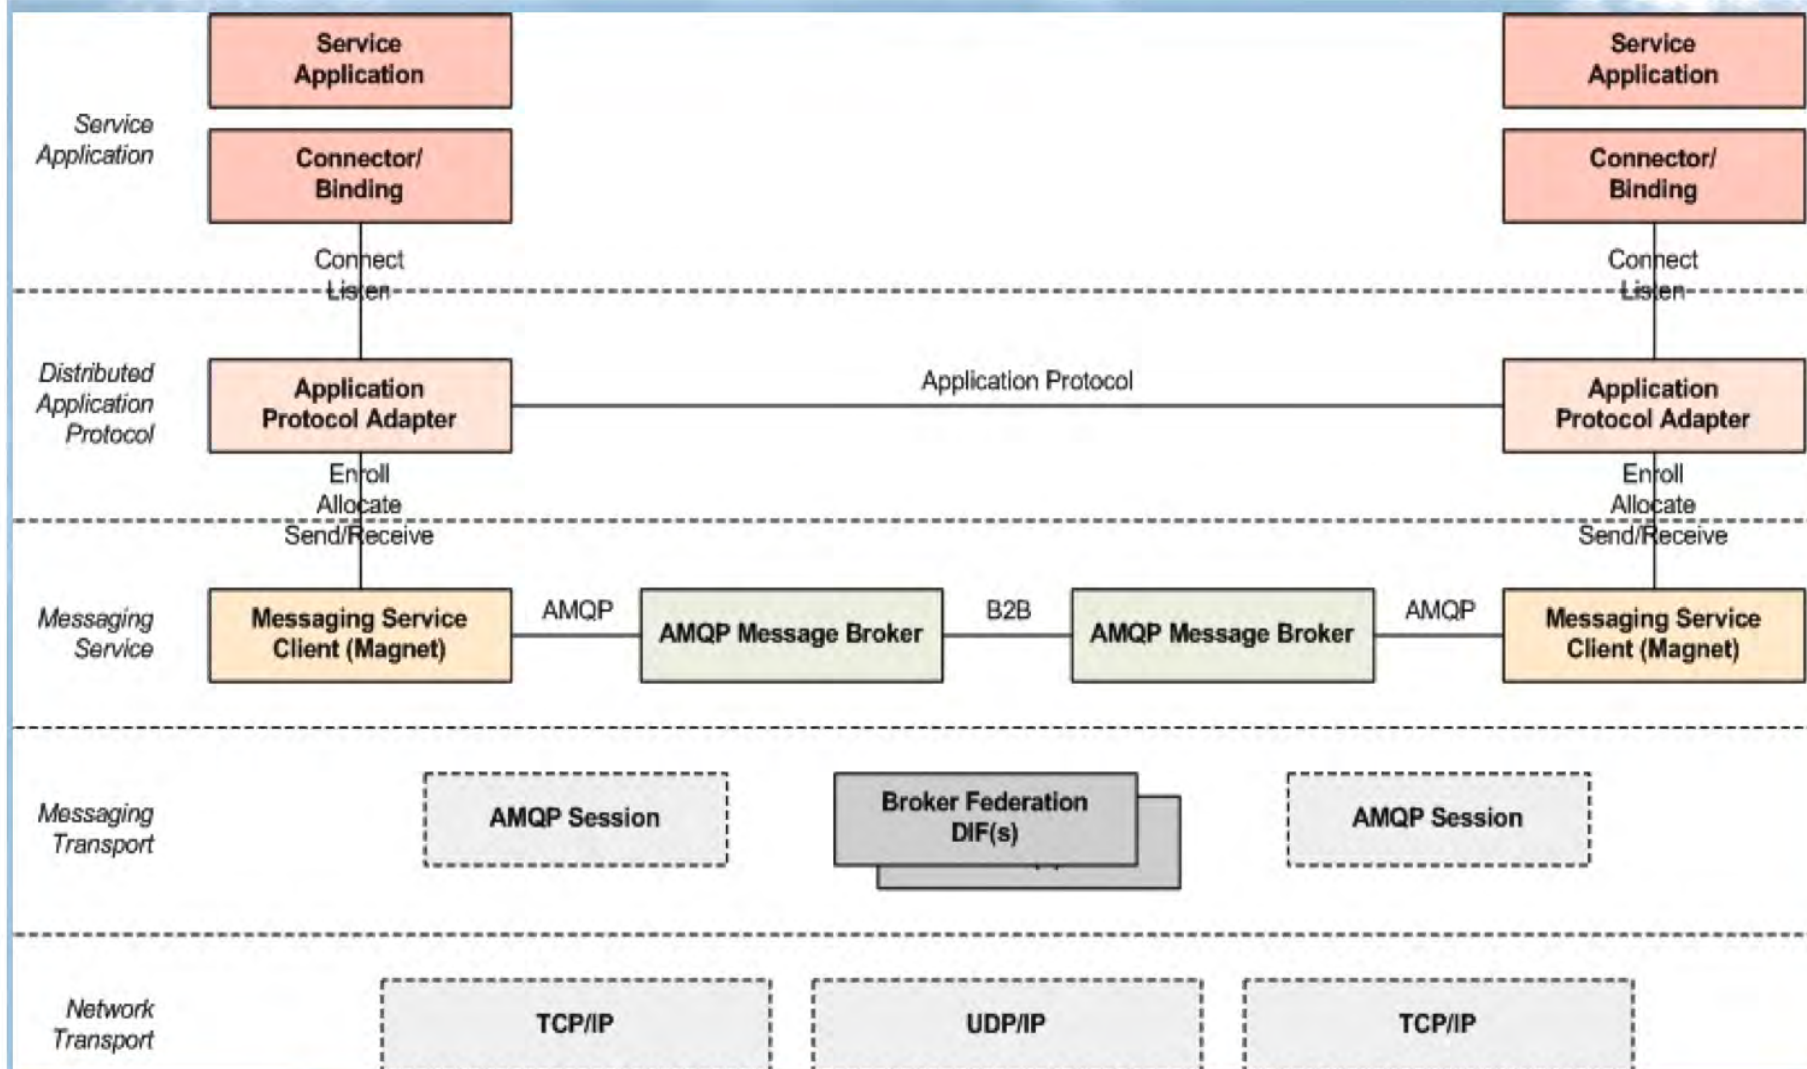 Service
Application
Service
Application
Service
Application
Connector/
Binding
Connector/
Binding
Connect
Listen
Connect
Listen
Distributed
Application
Protocol
Application
Protocol Adapter
Application Protocol
Application
Protocol Adapter
Enroll
Allocate
Send/Receive
Enroll
Allocate
Send/Receive
Messaging
Service
Messaging Service
Client (Magnet)
AMQP
AMQP Message Broker
B2B
AMQP Message Broker
AMQP
Messaging Service
Client (Magnet)
Messaging
Transport
AMQP Session
Broker Federation
DIF(s)
AMQP Session
Network
Transport
TCP/IP
UDP/IP
TCP/IP